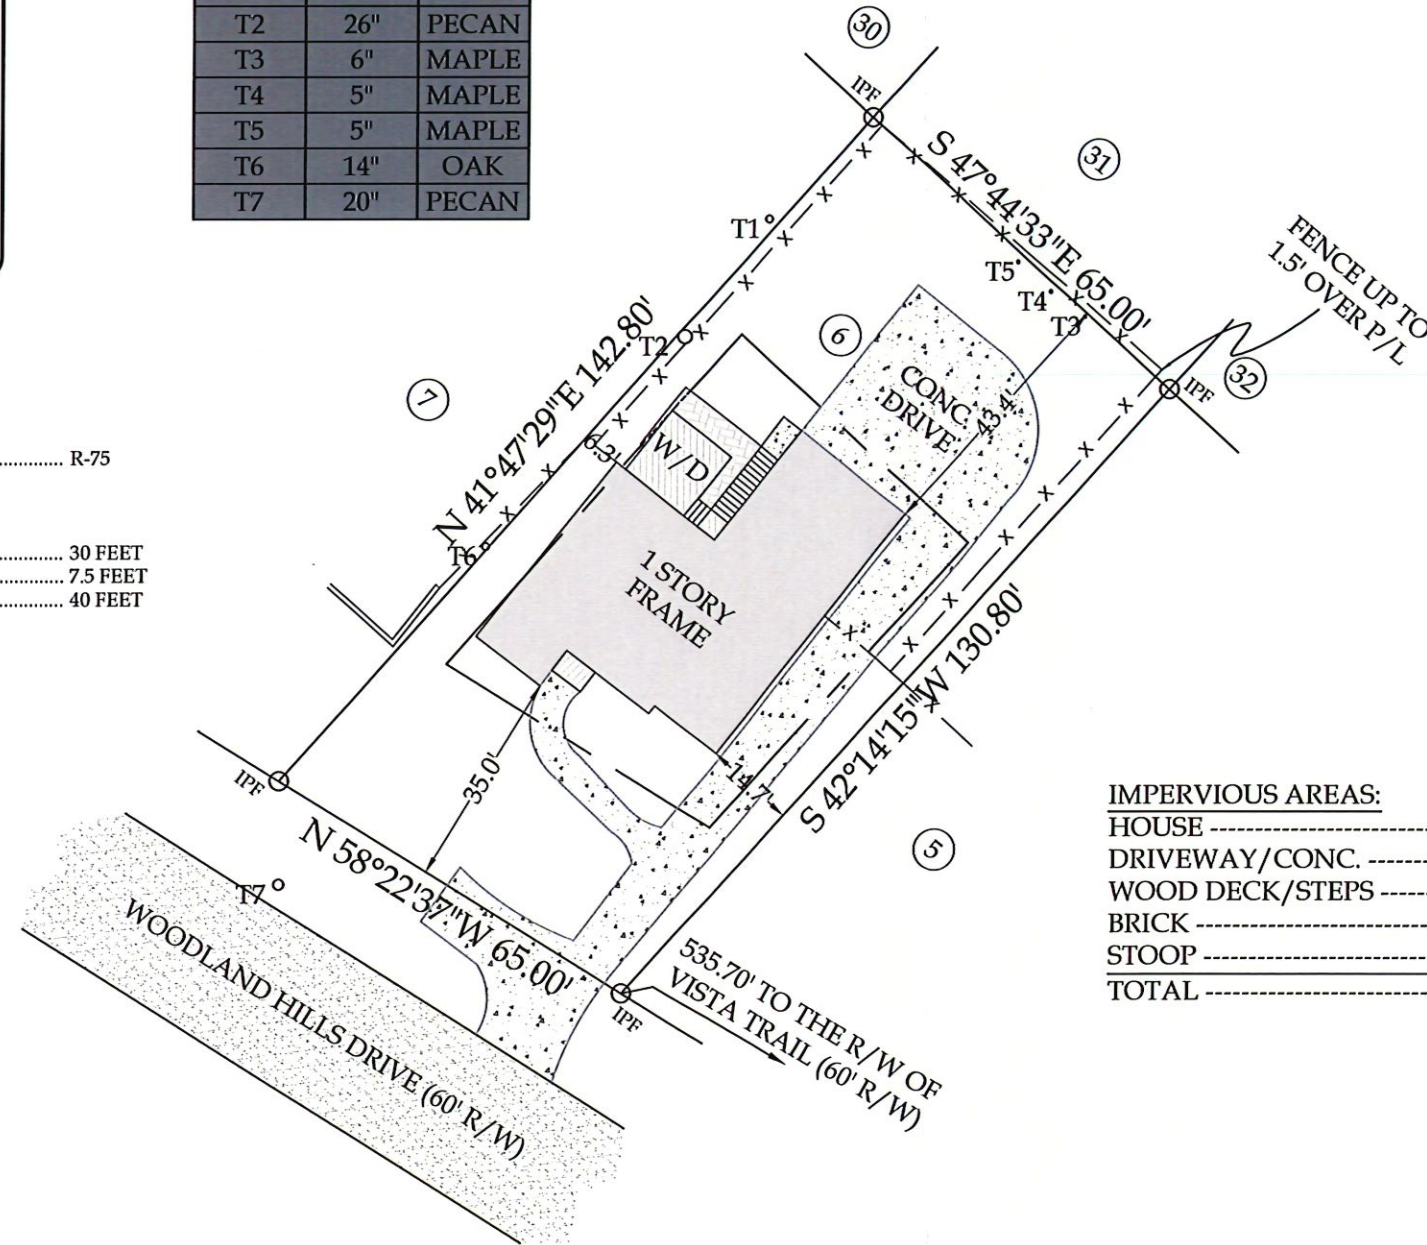 T2 26" PECAN
T3 6" MAPLE
T4 5" MAPLE
T5 5" MAPLE
T6 14" OAK
T7 20" PECAN
R-75
30 FEET
7.5 FEET
40 FEET
30
IPF
31
S 47°44'33"E 65.00'
FENCE UP TO
1.5' OVER P/L
T1
T5
T4
T3
T2
6
7
32
IPF
CONC.
DRIVE
43.4'
N 41°47'29"E 142.80'
6.3'
W/D
T6
1 STORY
FRAME
S 42°14'15"W 130.80'
35.0'
14.7'
IPF
5
N 58°22'37"W 65.00'
T7
WOODLAND HILLS DRIVE (60' R/W)
IPF
535.70' TO THE R/W OF
VISTA TRAIL (60' R/W)
IMPERVIOUS AREAS:
HOUSE
DRIVEWAY/CONC.
WOOD DECK/STEPS
BRICK
STOOP
TOTAL